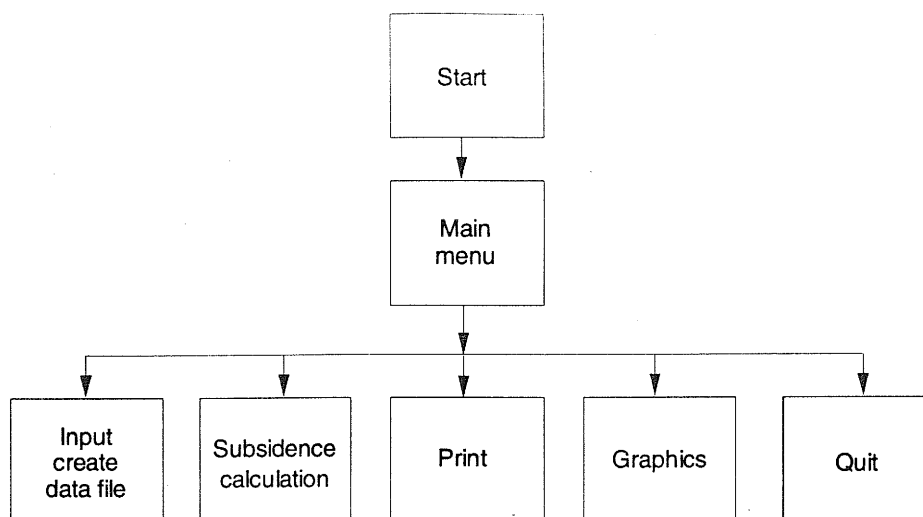 Start
Main
menu
Input
create
data file
Subsidence
calculation
Print
Graphics
Quit